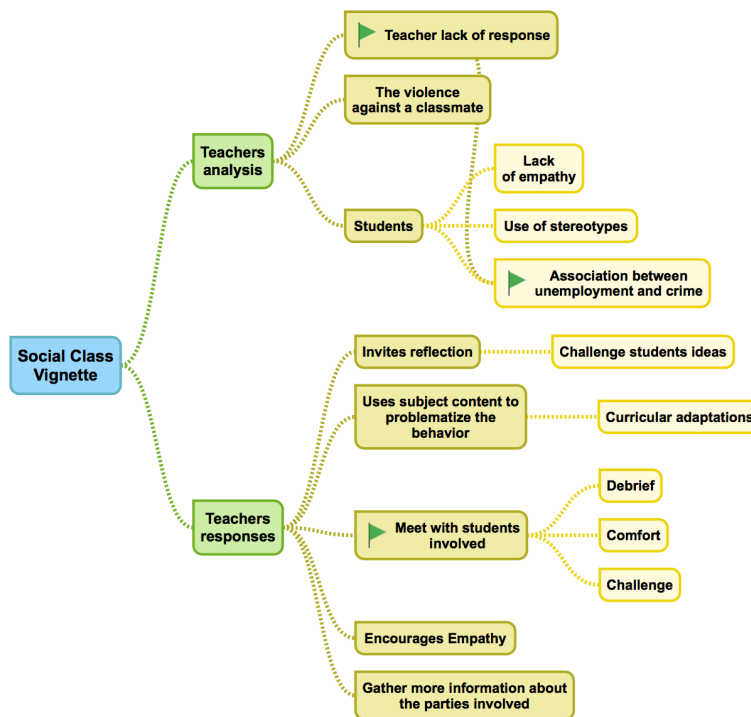 Teacher lack of response
The violence
against a classmate
Teachers
analysis
Lack
of empathy
Students
Use of stereotypes
Association between
unemployment and crime
Social Class
Vignette
Invites reflection
Challenge students ideas
Uses subject content to
problematize the
behavior
Curricular adaptations
Teachers
responses
Meet with students
involved
Debrief
Comfort
Challenge
Encourages Empathy
Gather more information about
the parties involved